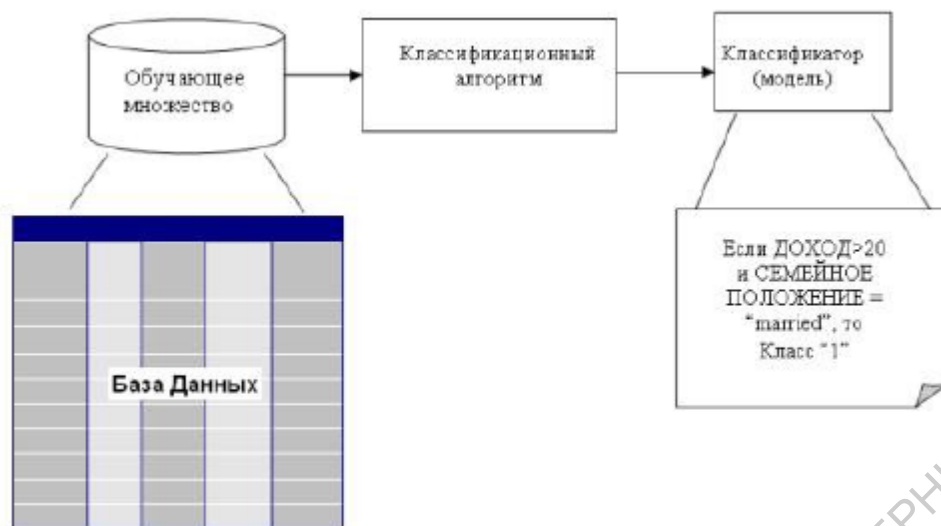 Обучающее
множество
Классификационный
алгоритм
Классификатор
(модель)
База Данных
Если ДОХОД>20
и СЕМЕЙНОЕ
ПОЛОЖЕНИЕ =
“married”, то
Класс “1”